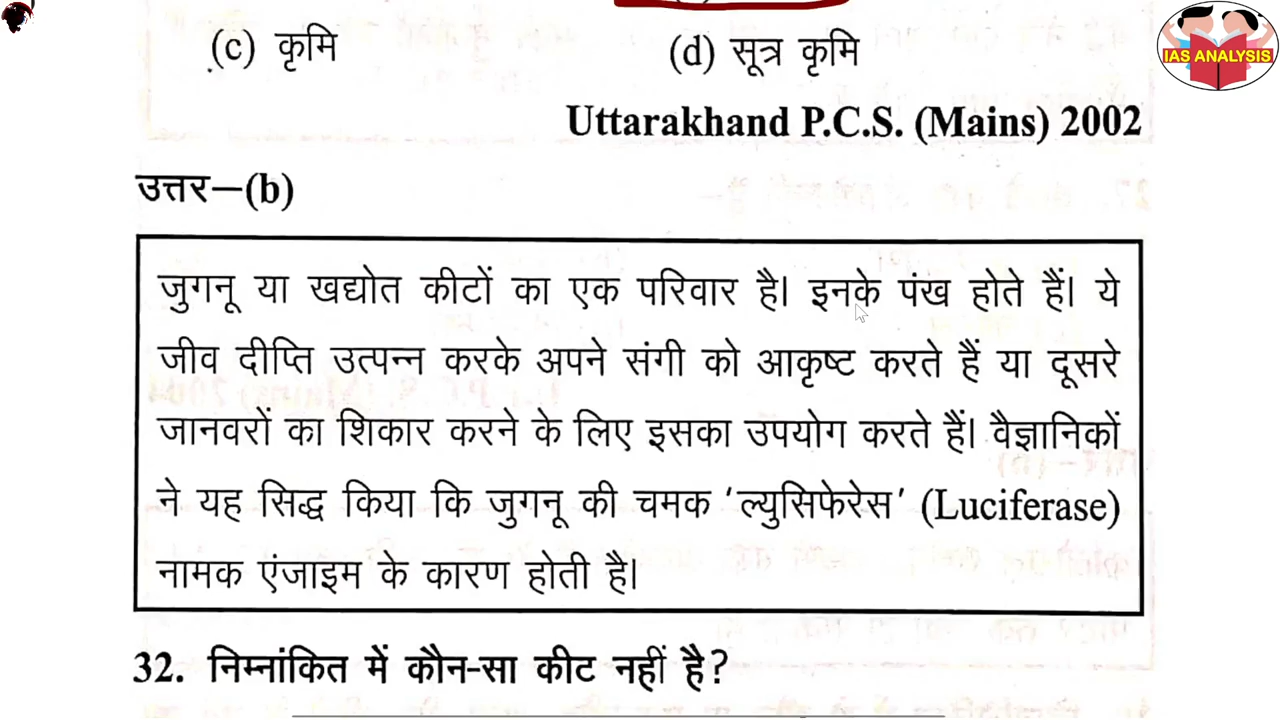 IAS ANALYSIS
(c) कृमि (d) सूत्र कृमि
Uttarakhand P.C.S. (Mains) 2002
उत्तर–(b)
जुगनू या खद्योत कीटों का एक परिवार है। इनके पंख होते हैं। ये
जीव दीप्ति उत्पन्न करके अपने संगी को आकृष्ट करते हैं या दूसरे
जानवरों का शिकार करने के लिए इसका उपयोग करते हैं। वैज्ञानिकों
ने यह सिद्ध किया कि जुगनू की चमक ‘ल्युसिफेरेस’ (Luciferase)
नामक एंजाइम के कारण होती है।
32. निम्नांकित में कौन-सा कीट नहीं है?